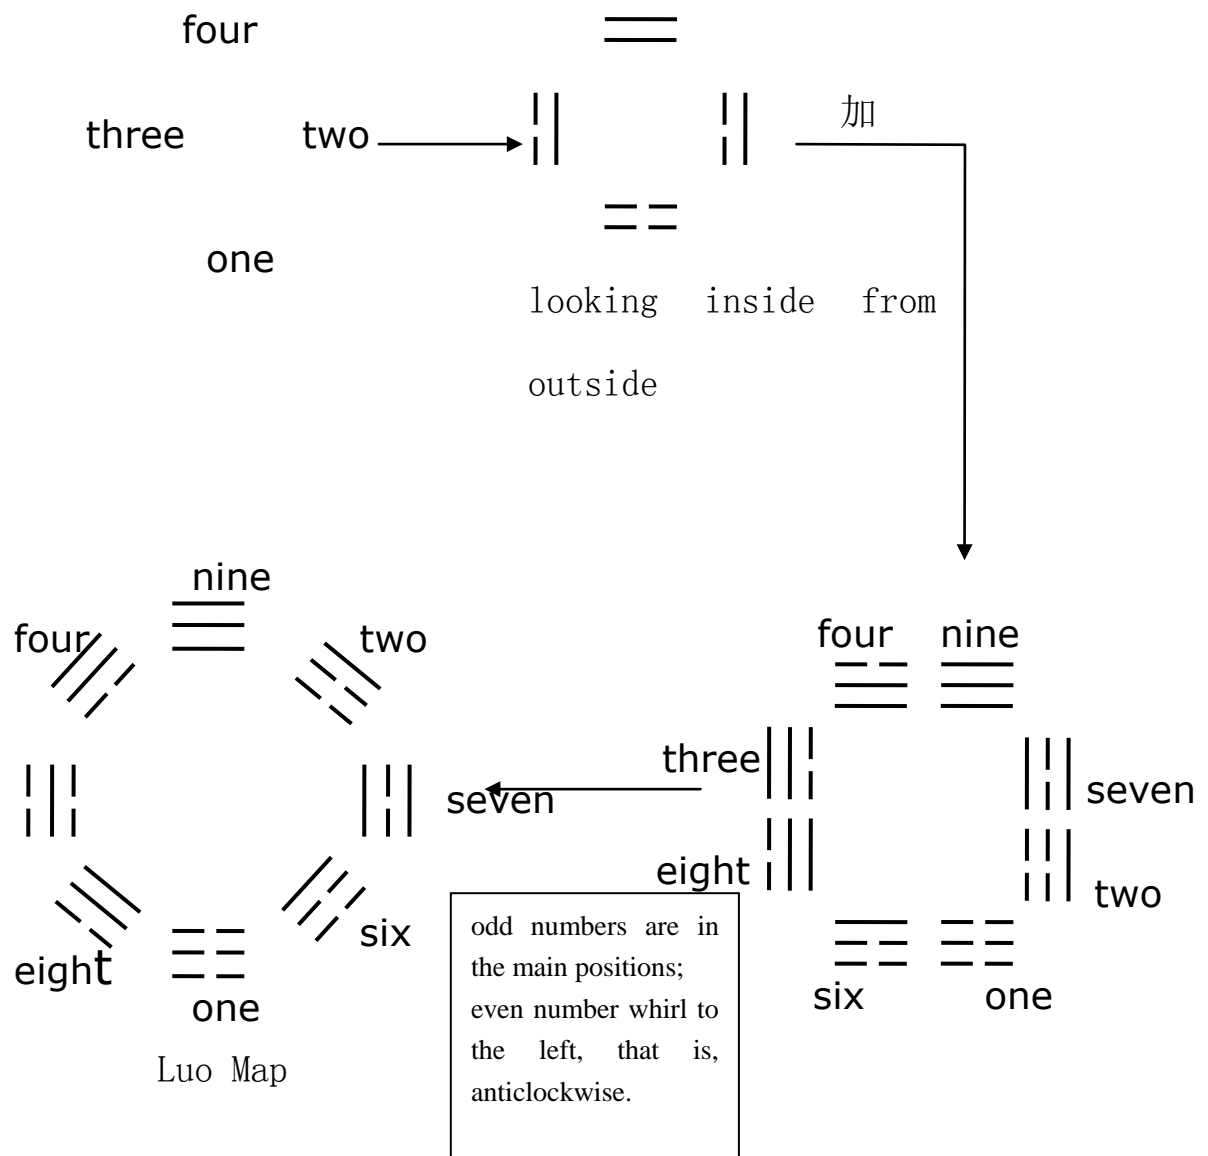 four
three two
加
one
looking inside from
outside
nine
four
two
four nine
three
seven
seven
eight
two
six
eight
one
six one
Luo Map
odd numbers are in
the main positions;
even number whirl to
the left, that is,
anticlockwise.